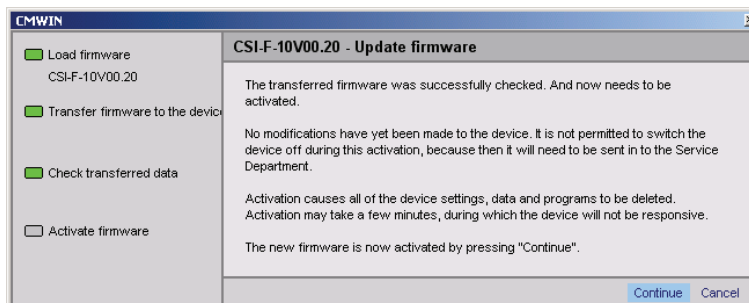 CMWIN
Load firmware
CSI-F-10V00.20
Transfer firmware to the device
Check transferred data
Activate firmware
CSI-F-10V00.20 - Update firmware
The transferred firmware was successfully checked. And now needs to be
activated.
No modifications have yet been made to the device. It is not permitted to switch the
device off during this activation, because then it will need to be sent in to the Service
Department.
Activation causes all of the device settings, data and programs to be deleted.
Activation may take a few minutes, during which the device will not be responsive.
The new firmware is now activated by pressing "Continue".
Continue Cancel